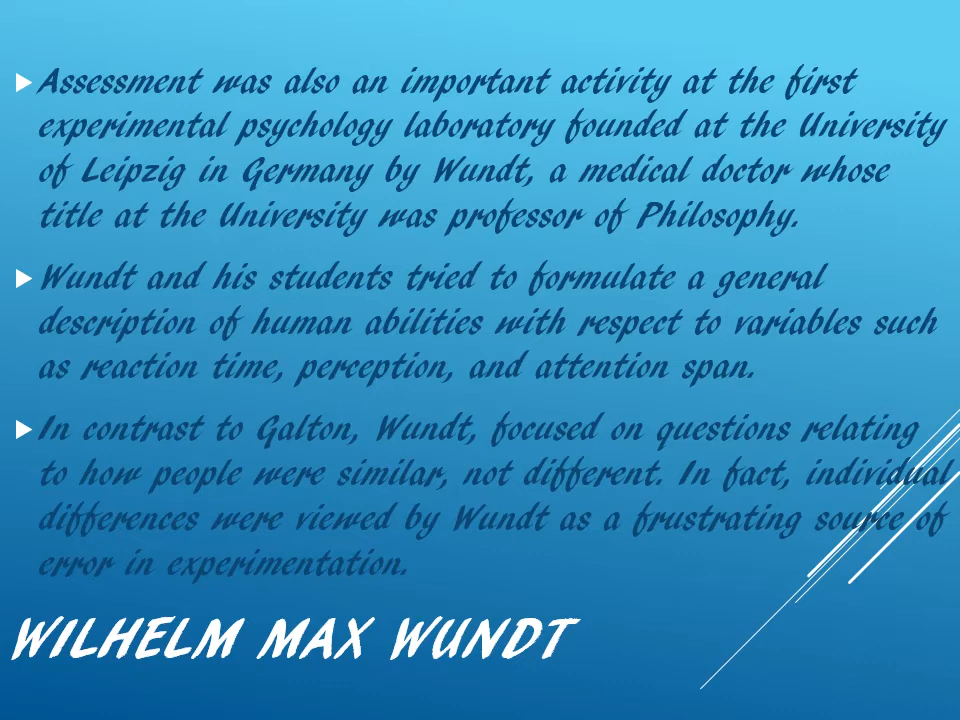 Assessment was also an important activity at the first
experimental psychology laboratory founded at the University
of Leipzig in Germany by Wundt, a medical doctor whose
title at the University was professor of Philosophy.
Wundt and his students tried to formulate a general
description of human abilities with respect to variables such
as reaction time, perception, and attention span.
In contrast to Galton, Wundt, focused on questions relating
to how people were similar, not different. In fact, individual
differences were viewed by Wundt as a frustrating source of
error in experimentation.
WILHELM MAX WUNDT